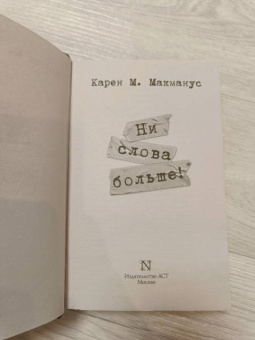 Карен М. Макманус
Ни
слова
больше!
N
Издательство АСТ
Москва